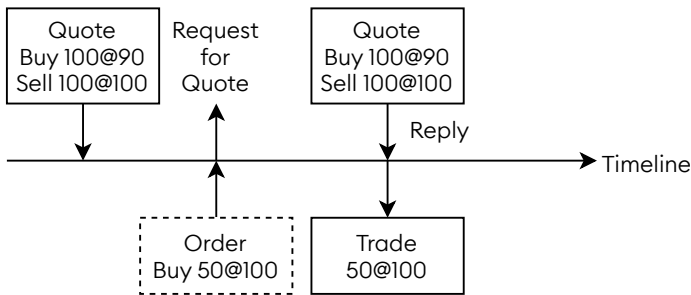 Quote
Buy 100@90
Sell 100@100
Request
for
Quote
Quote
Buy 100@90
Sell 100@100
Reply
Timeline
Order
Buy 50@100
Trade
50@100